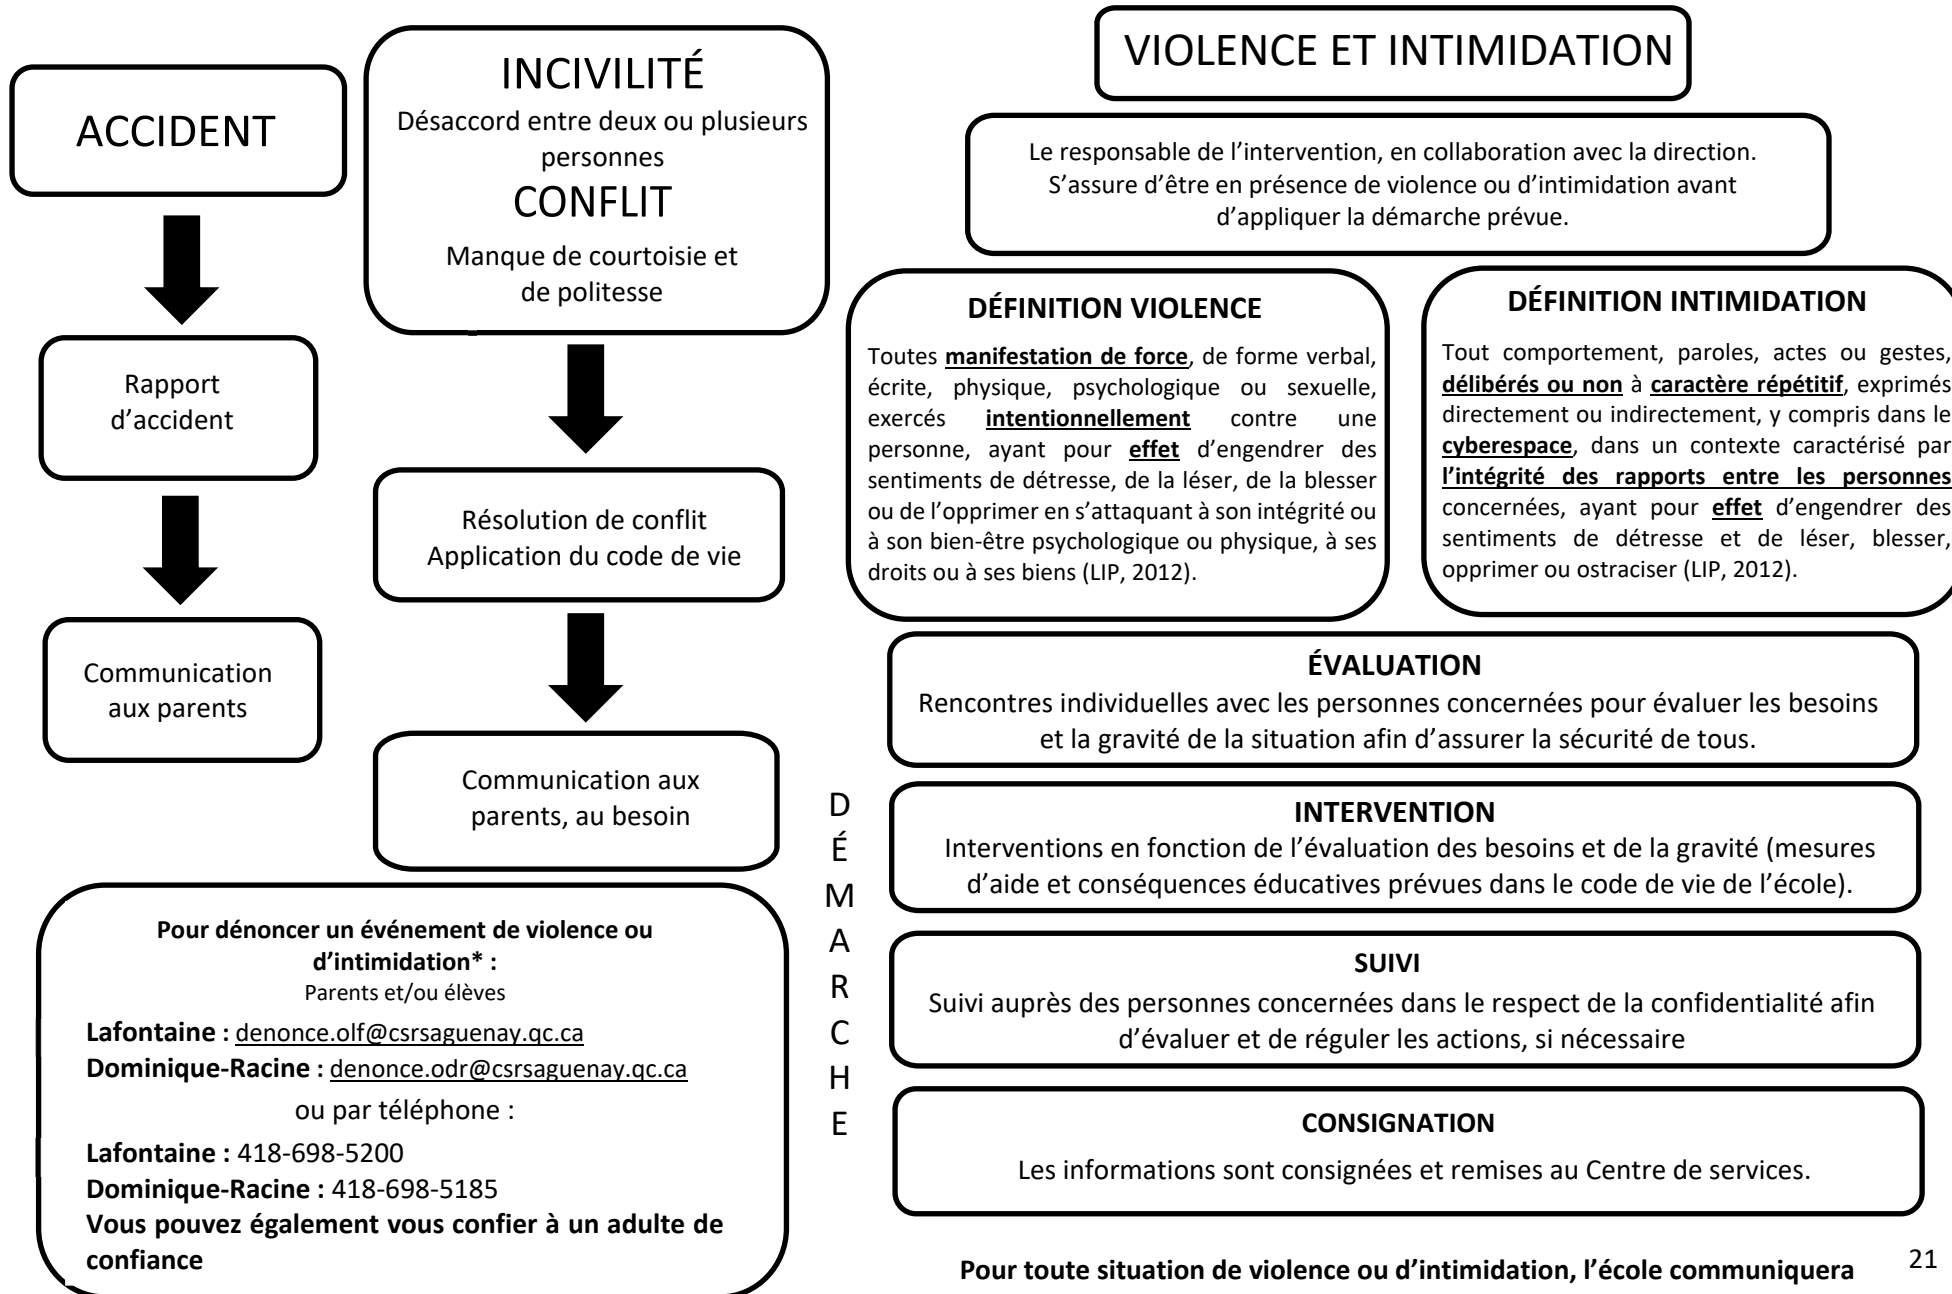 ACCIDENT
Rapport
d’accident
Communication
aux parents
INCIVILITÉ
Désaccord entre deux ou plusieurs
personnes
CONFLIT
Manque de courtoisie et
de politesse
Résolution de conflit
Application du code de vie
Communication aux
parents, au besoin
Pour dénoncer un événement de violence ou
d’intimidation* :
Parents et/ou élèves
Lafontaine : denonce.olf@csrsaguenay.qc.ca
Dominique-Racine : denonce.odr@csrsaguenay.qc.ca
ou par téléphone :
Lafontaine : 418-698-5200
Dominique-Racine : 418-698-5185
Vous pouvez également vous confier à un adulte de
confiance
VIOLENCE ET INTIMIDATION
Le responsable de l’intervention, en collaboration avec la direction.
S’assure d’être en présence de violence ou d’intimidation avant
d’appliquer la démarche prévue.
DÉFINITION VIOLENCE
Toutes manifestation de force, de forme verbal,
écrite, physique, psychologique ou sexuelle,
exercés intentionnellement contre une
personne, ayant pour effet d’engendrer des
sentiments de détresse, de la léser, de la blesser
ou de l’opprimer en s’attaquant à son intégrité ou
à son bien-être psychologique ou physique, à ses
droits ou à ses biens (LIP, 2012).
DÉFINITION INTIMIDATION
Tout comportement, paroles, actes ou gestes,
délibérés ou non à caractère répétitif, exprimés
directement ou indirectement, y compris dans le
cyberespace, dans un contexte caractérisé par
l’intégrité des rapports entre les personnes
concernées, ayant pour effet d’engendrer des
sentiments de détresse et de léser, blesser,
opprimer ou ostraciser (LIP, 2012).
D
É
M
A
R
C
H
E
ÉVALUATION
Rencontres individuelles avec les personnes concernées pour évaluer les besoins
et la gravité de la situation afin d’assurer la sécurité de tous.
INTERVENTION
Interventions en fonction de l’évaluation des besoins et de la gravité (mesures
d’aide et conséquences éducatives prévues dans le code de vie de l’école).
SUIVI
Suivi auprès des personnes concernées dans le respect de la confidentialité afin
d’évaluer et de réguler les actions, si nécessaire
CONSIGNATION
Les informations sont consignées et remises au Centre de services.
Pour toute situation de violence ou d’intimidation, l’école communiquera
21